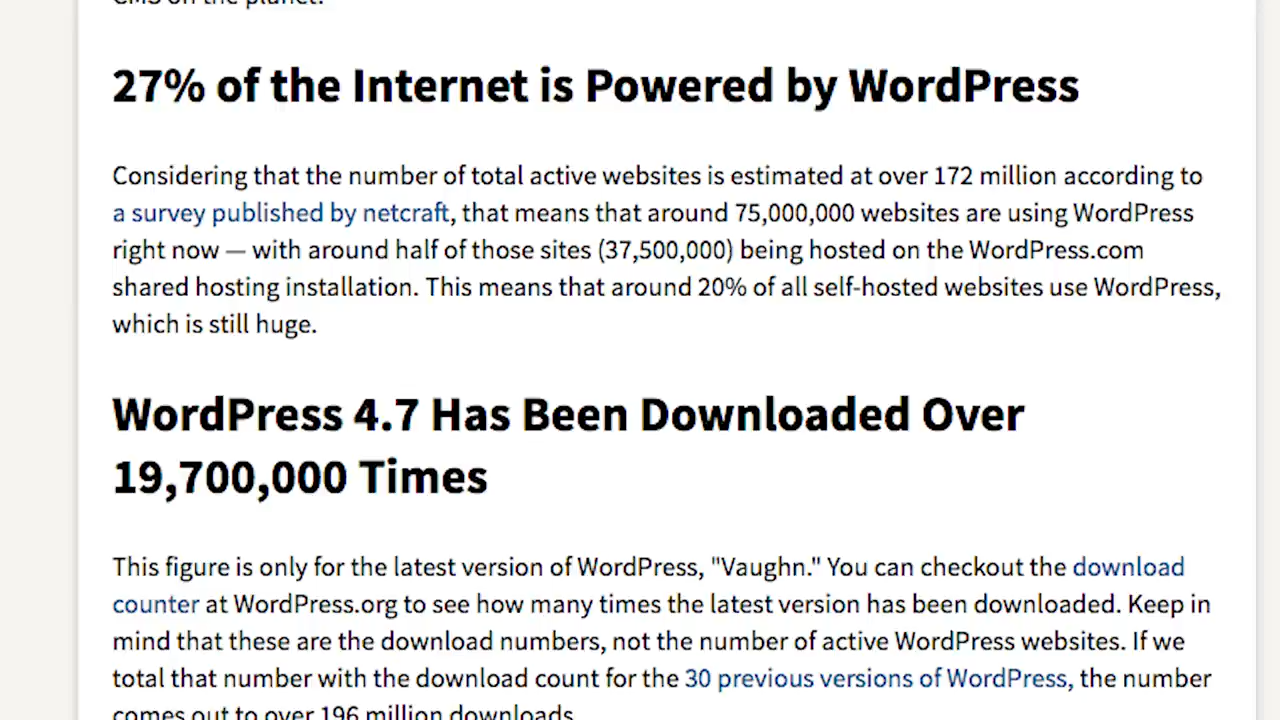 CMS on the planet.
27% of the Internet is Powered by WordPress
Considering that the number of total active websites is estimated at over 172 million according to
a survey published by netcraft, that means that around 75,000,000 websites are using WordPress
right now — with around half of those sites (37,500,000) being hosted on the WordPress.com
shared hosting installation. This means that around 20% of all self-hosted websites use WordPress,
which is still huge.
WordPress 4.7 Has Been Downloaded Over
19,700,000 Times
This figure is only for the latest version of WordPress, "Vaughn." You can checkout the download
counter at WordPress.org to see how many times the latest version has been downloaded. Keep in
mind that these are the download numbers, not the number of active WordPress websites. If we
total that number with the download count for the 30 previous versions of WordPress, the number
comes out to over 196 million downloads.